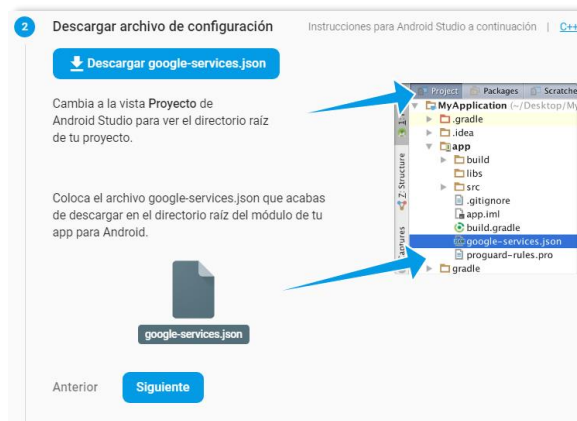 2 Descargar archivo de configuración Instrucciones para Android Studio a continuación | C++
Descargar google-services.json
Cambia a la vista Proyecto de
Android Studio para ver el directorio raíz
de tu proyecto.
Coloca el archivo google-services.json que acabas
de descargar en el directorio raíz del módulo de tu
app para Android.
google-services.json
Anterior Siguiente
Project Packages Scratche
MyApplication (~/Desktop/My
.gradle
.idea
app
build
libs
src
.gitignore
app.iml
build.gradle
google-services.json
proguard-rules.pro
gradle
Z: Structure
Captures